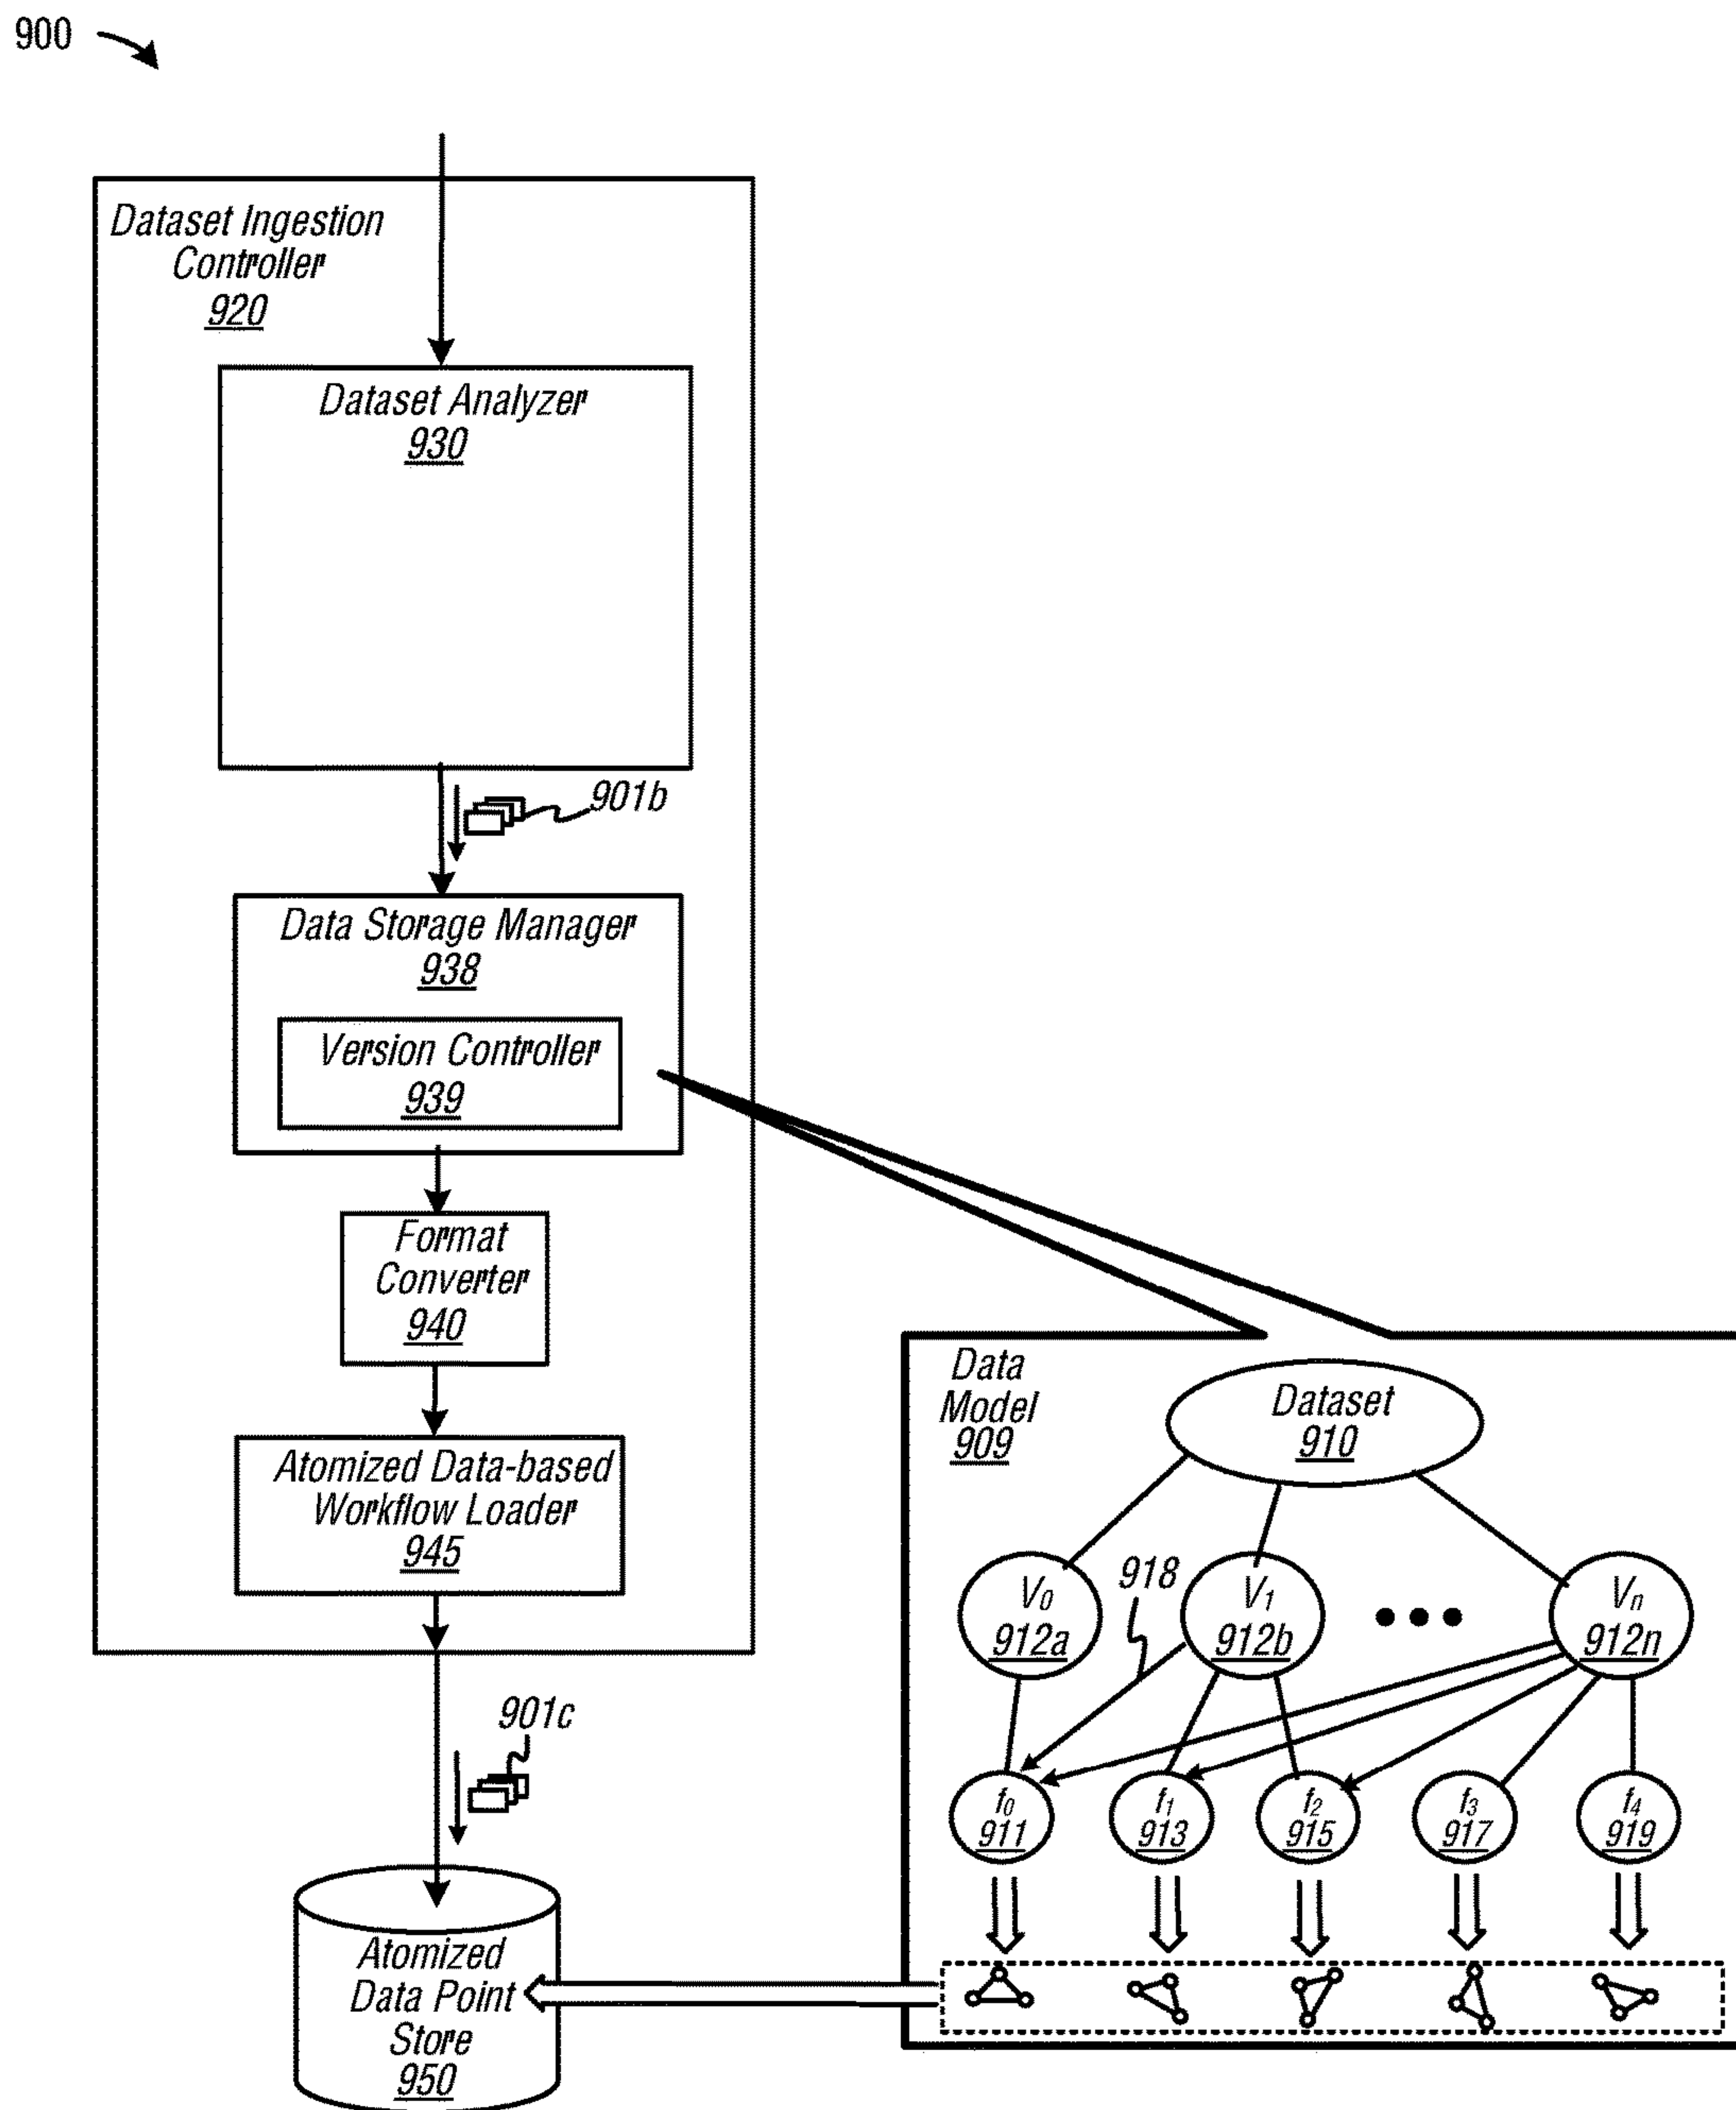 900
Dataset Ingestion
Controller
920
Dataset Analyzer
930
901b
Data Storage Manager
938
Version Controller
939
Format
Converter
940
Atomized Data-based
Workflow Loader
945
901c
Atomized
Data Point
Store
950
Data
Model
909
Dataset
910
918
V0
912a
V1
912b
Vn
912n
f0
911
f1
913
f2
915
f3
917
f4
919